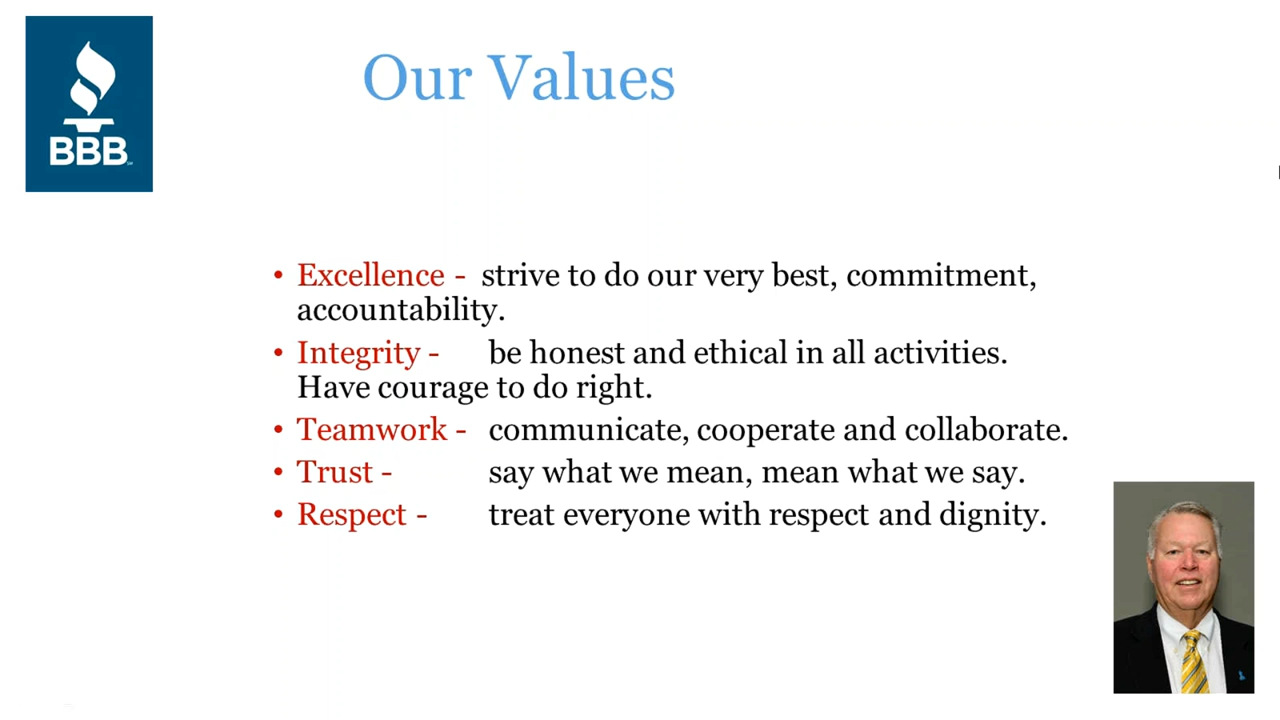 BBB
Our Values
• Excellence - strive to do our very best, commitment,
accountability.
• Integrity - be honest and ethical in all activities.
Have courage to do right.
• Teamwork - communicate, cooperate and collaborate.
• Trust - say what we mean, mean what we say.
• Respect - treat everyone with respect and dignity.